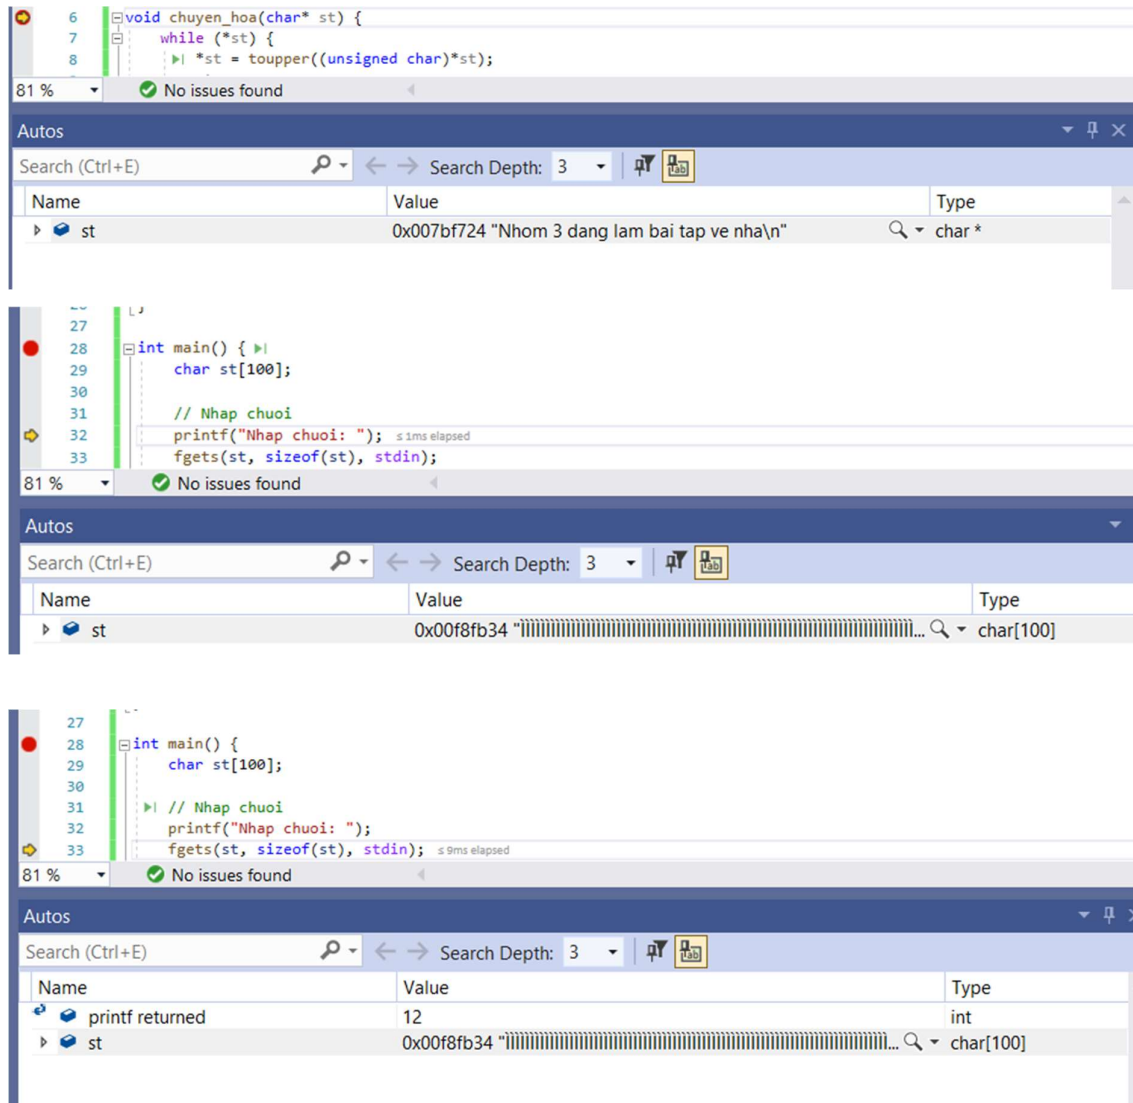 6 void chuyen_hoa(char* st) {
7 while (*st) {
8 *st = toupper((unsigned char)*st);
81 % No issues found
Autos
Search (Ctrl+E) Search Depth: 3
Name Value Type
st 0x007bf724 "Nhom 3 dang lam bai tap ve nha\n" char *
27
28 int main() {
29 char st[100];
30
31 // Nhap chuoi
32 printf("Nhap chuoi: "); ≤ 1ms elapsed
33 fgets(st, sizeof(st), stdin);
81 % No issues found
Autos
Search (Ctrl+E) Search Depth: 3
Name Value Type
st 0x00f8fb34 char[100]
27
28 int main() {
29 char st[100];
30
31 // Nhap chuoi
32 printf("Nhap chuoi: ");
33 fgets(st, sizeof(st), stdin); ≤ 9ms elapsed
81 % No issues found
Autos
Search (Ctrl+E) Search Depth: 3
Name Value Type
printf returned 12 int
st 0x00f8fb34 char[100]